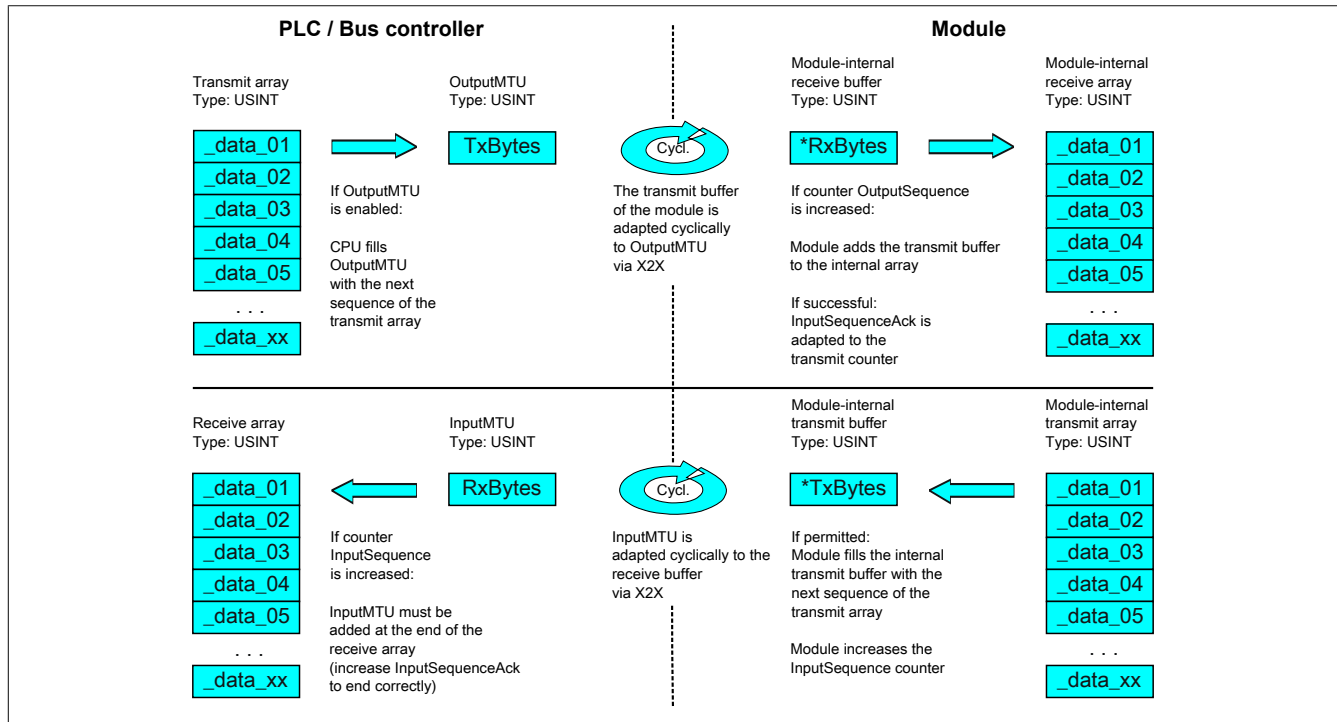 PLC / Bus controller
Module
Transmit array
Type: USINT
_data_01
_data_02
_data_03
_data_04
_data_05
. . .
_data_xx
If OutputMTU
is enabled:
CPU fills
OutputMTU
with the next
sequence of the
transmit array
OutputMTU
Type: USINT
TxBytes
Cycl.
The transmit buffer
of the module is
adapted cyclically
to OutputMTU
via X2X
Module-internal
receive buffer
Type: USINT
*RxBytes
If counter OutputSequence
is increased:
Module adds the transmit buffer
to the internal array
If successful:
InputSequenceAck is
adapted to the
transmit counter
Module-internal
receive array
Type: USINT
_data_01
_data_02
_data_03
_data_04
_data_05
. . .
_data_xx
Receive array
Type: USINT
_data_01
_data_02
_data_03
_data_04
_data_05
. . .
_data_xx
InputMTU
Type: USINT
RxBytes
If counter
InputSequence
is increased:
InputMTU must be
added at the end of the
receive array
(increase InputSequenceAck
to end correctly)
Cycl.
InputMTU is
adapted cyclically to the
receive buffer
via X2X
Module-internal
transmit buffer
Type: USINT
*TxBytes
If permitted:
Module fills the internal
transmit buffer with the
next sequence of the
transmit array
Module increases the
InputSequence counter
Module-internal
transmit array
Type: USINT
_data_01
_data_02
_data_03
_data_04
_data_05
. . .
_data_xx